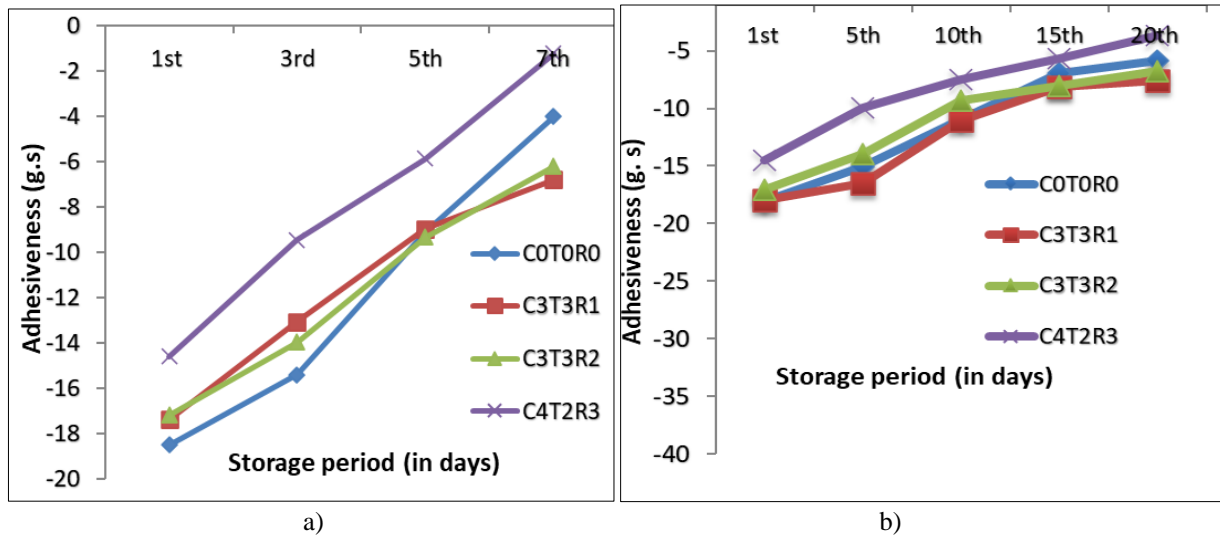 0
-2
-4
-6
-8
-10
-12
-14
-16
-18
-20
Adhesiveness (g.s)
1st 3rd 5th 7th
C0T0R0
C3T3R1
C3T3R2
C4T2R3
Storage period (in days)
a)
-5
-10
-15
-20
-25
-30
-35
-40
Adhesiveness (g. s)
1st 5th 10th 15th 20th
C0T0R0
C3T3R1
C3T3R2
C4T2R3
Storage period (in days)
b)